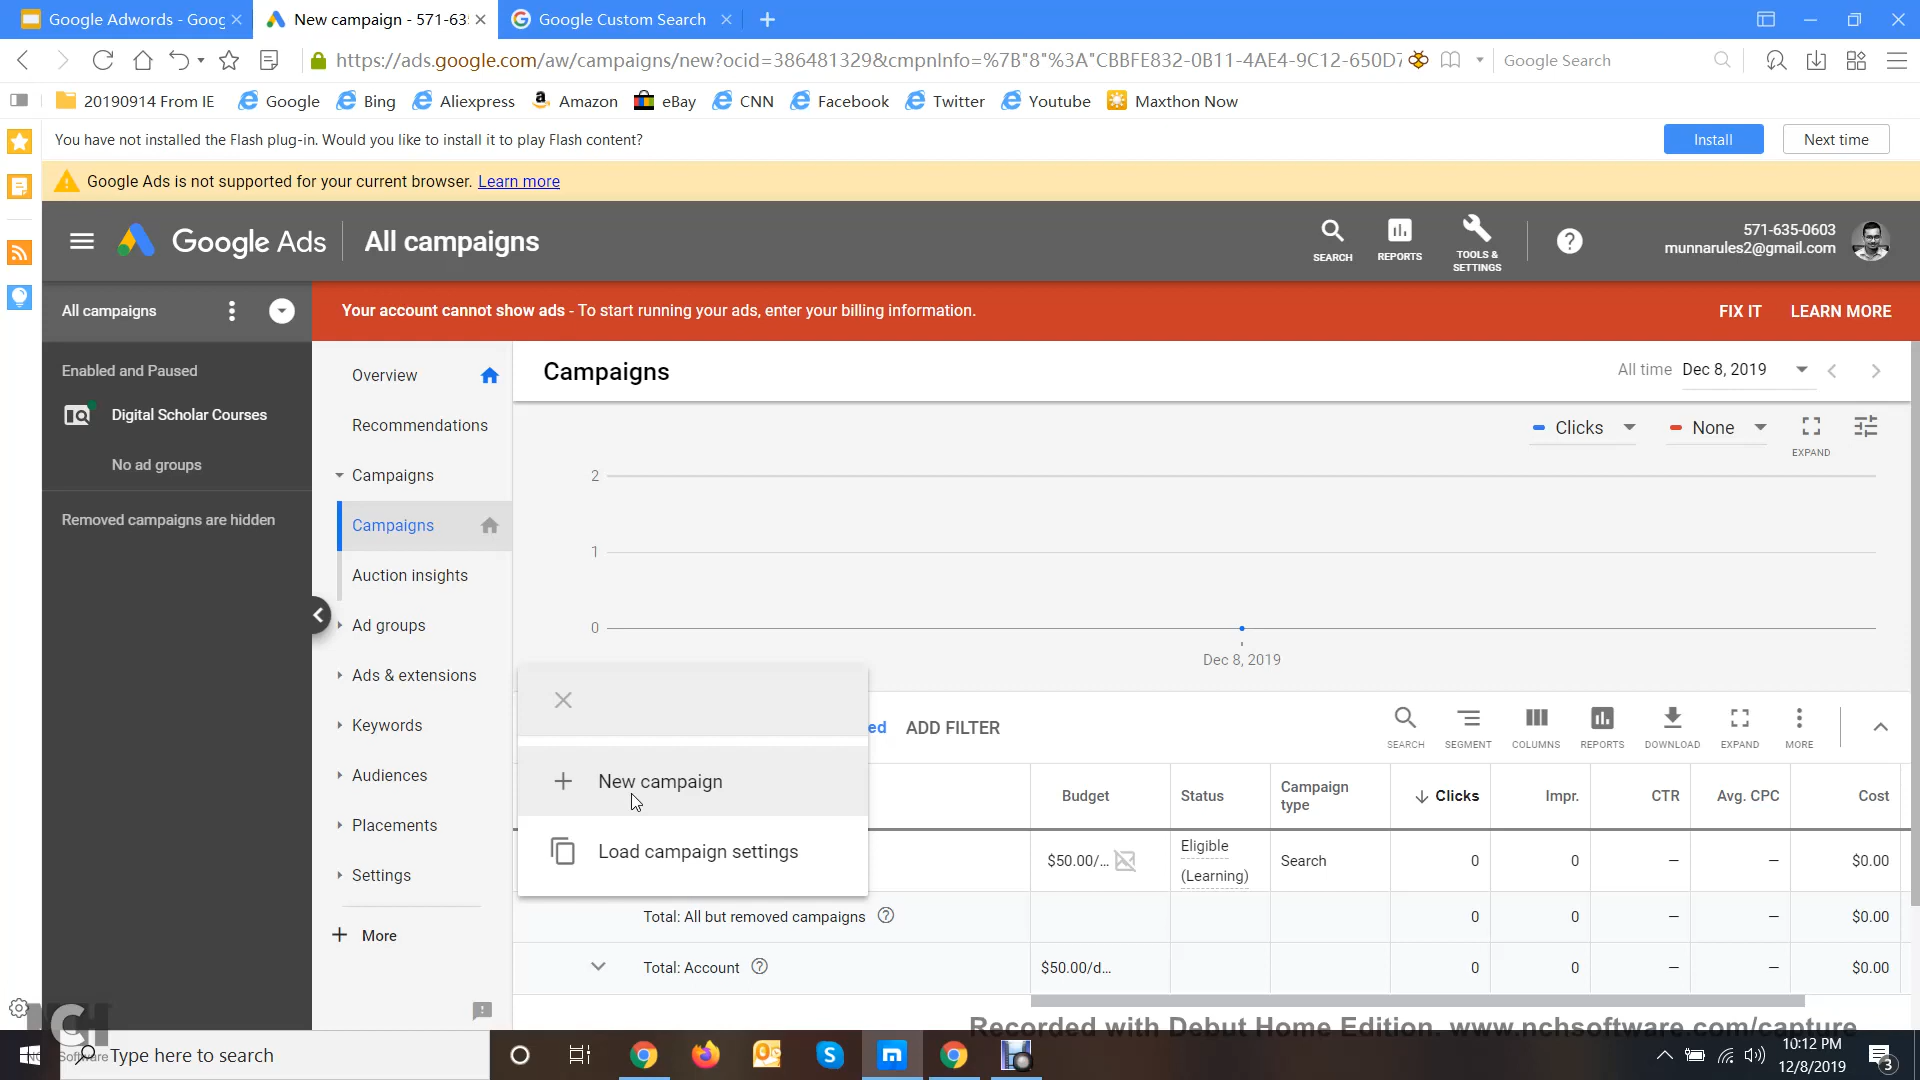 Google Adwords - Goog
New campaign - 571-635
Google Custom Search
https://ads.google.com/aw/campaigns/new?ocid=386481329&cmpnInfo=%7B"8"%3A"CBBFE832-0B11-4AE4-9C12-650D7
Google Search
20190914 From IE
Google
Bing
Aliexpress
Amazon
eBay
CNN
Facebook
Twitter
Youtube
Maxthon Now
You have not installed the Flash plug-in. Would you like to install it to play Flash content?
Install
Next time
Google Ads is not supported for your current browser. Learn more
Google Ads
All campaigns
SEARCH
REPORTS
TOOLS & SETTINGS
571-635-0603
munnarules2@gmail.com
All campaigns
Your account cannot show ads - To start running your ads, enter your billing information.
FIX IT
LEARN MORE
Enabled and Paused
Digital Scholar Courses
No ad groups
Removed campaigns are hidden
Overview
Recommendations
Campaigns
Campaigns
Auction insights
Ad groups
Ads & extensions
Keywords
Audiences
Placements
Settings
More
Campaigns
All time
Dec 8, 2019
Clicks
None
EXPAND
2
1
0
Dec 8, 2019
New campaign
Load campaign settings
ed
ADD FILTER
SEARCH
SEGMENT
COLUMNS
REPORTS
DOWNLOAD
EXPAND
MORE
Budget
Status
Campaign type
Clicks
Impr.
CTR
Avg. CPC
Cost
$50.00/...
Eligible (Learning)
Search
0
0
–
–
$0.00
Total: All but removed campaigns
0
0
–
–
$0.00
Total: Account
$50.00/d...
0
0
–
–
$0.00
Recorded with Debut Home Edition. www.nchsoftware.com/capture
NCH
Software
Type here to search
10:12 PM
12/8/2019
3